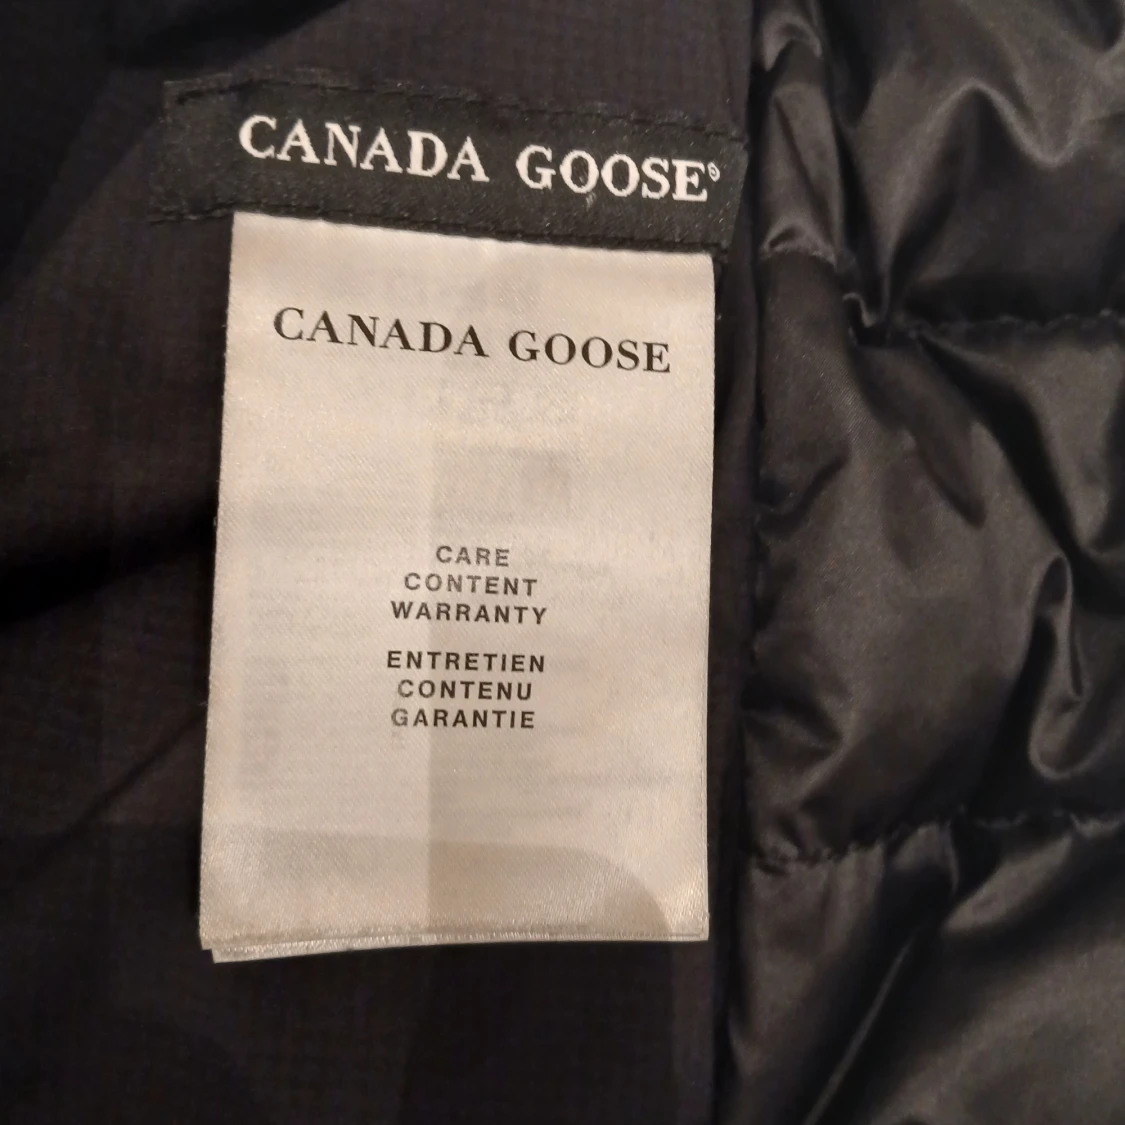 CANADA GOOSE®
CANADA GOOSE
CARE
CONTENT
WARRANTY
ENTRETIEN
CONTENU
GARANTIE